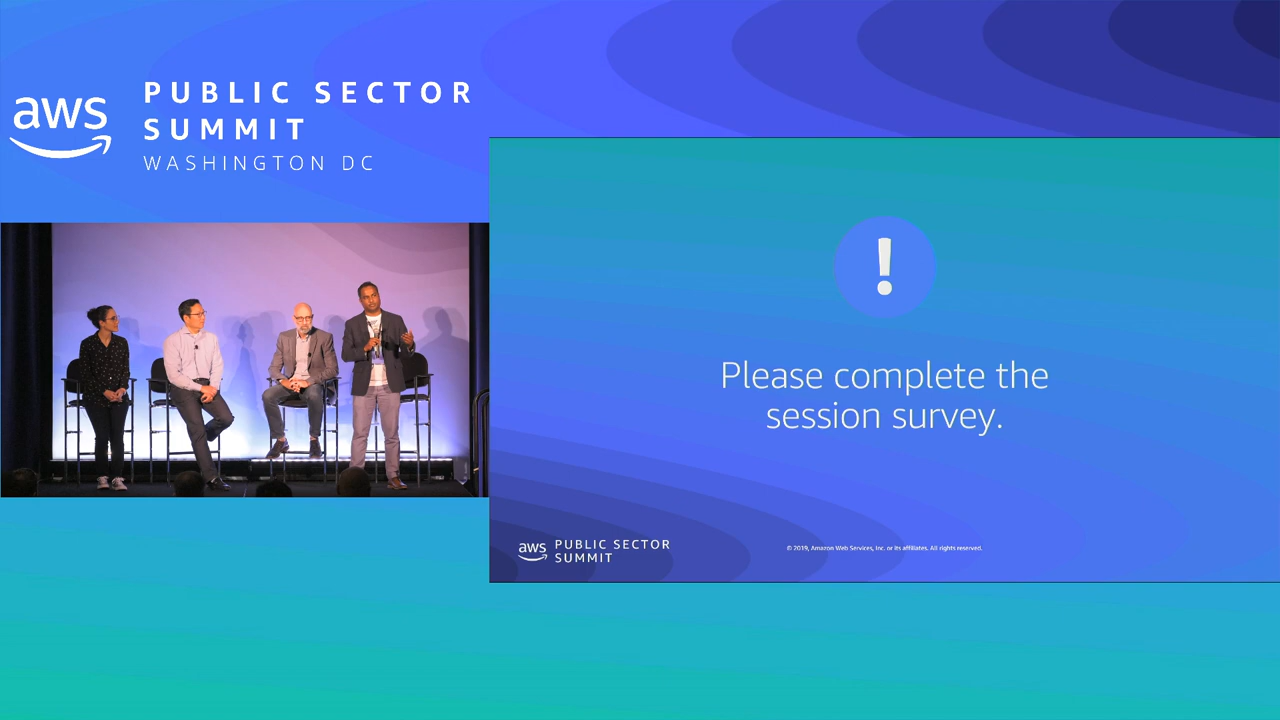 aws
PUBLIC SECTOR
SUMMIT
WASHINGTON DC
!
Please complete the
session survey.
aws
PUBLIC SECTOR
SUMMIT
© 2019, Amazon Web Services, Inc. or its affiliates. All rights reserved.